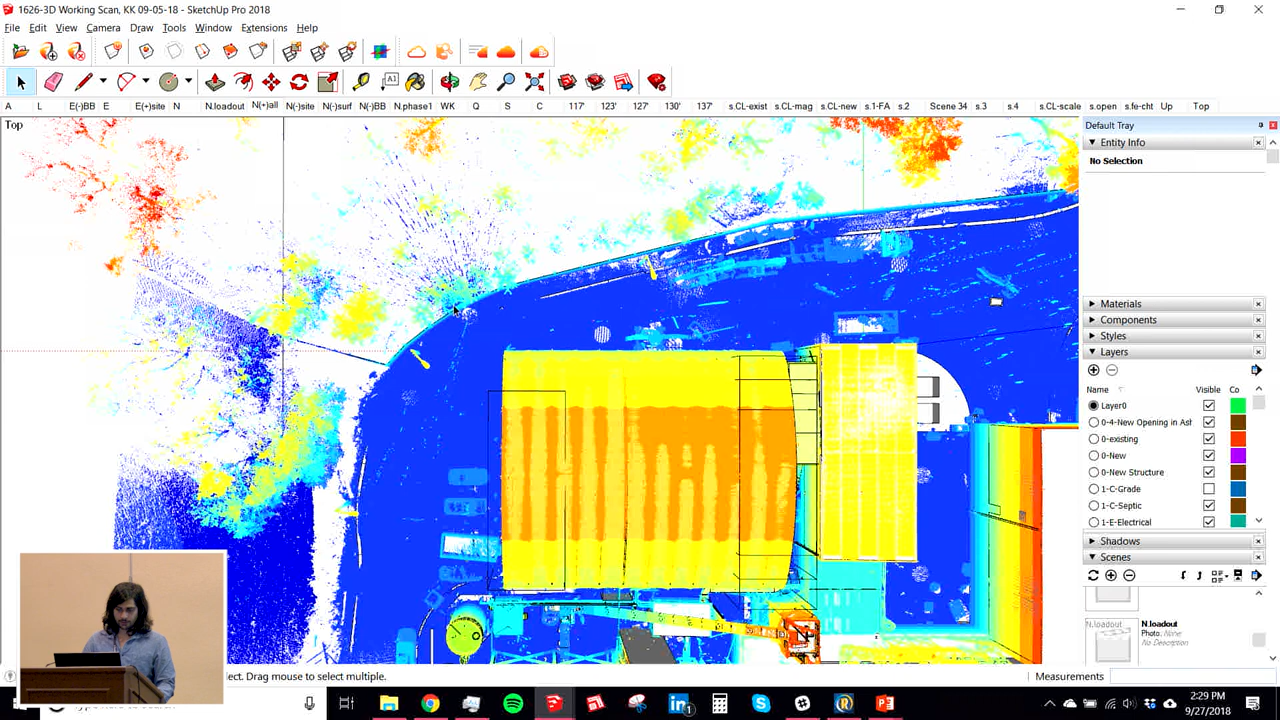 1626-3D Working Scan, KK 09-05-18 - SketchUp Pro 2018
File Edit View Camera Draw Tools Window Extensions Help
A1
A L E(-)BB E E(+)site N N.loadout N(+)all N(-)site N(-)surf N(-)BB N.phase1 WK Q S C 117' 123' 127' 130' 137' s.CL-exist s.CL-mag s.CL-new s.1-FA s.2 Scene 34 s.3 s.4 s.CL-scale s.open s.fe-cht Up Top
Top
Default Tray
Entity Info
No Selection
Materials
Components
Styles
Layers
Name Visible Co
Layer0
0-4-New Opening in Ast
0-existing
0-New
0-New Structure
1-C-Grade
1-C-Septic
1-E-Electrical
Shadows
Scenes
N.loadout
N.loadout
Photo: None
No Description
lect. Drag mouse to select multiple.
Measurements
1
2:29 PM
9/27/2018